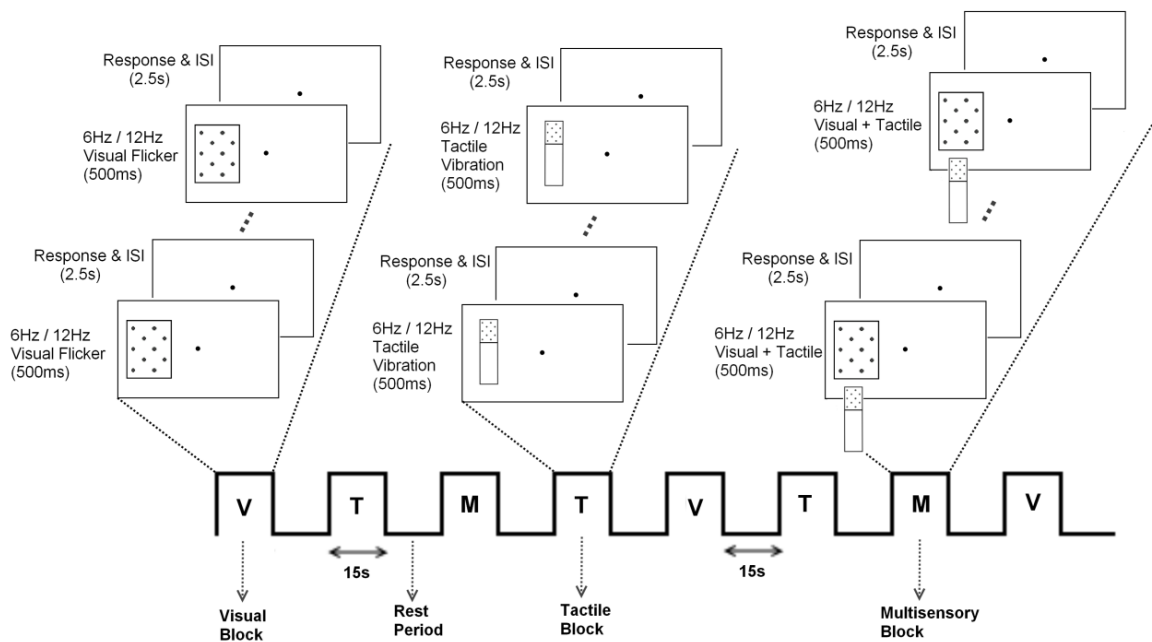 Response & ISI
(2.5s)
6Hz / 12Hz
Visual Flicker
(500ms)
Response & ISI
(2.5s)
6Hz / 12Hz
Visual Flicker
(500ms)
Response & ISI
(2.5s)
6Hz / 12Hz
Tactile
Vibration
(500ms)
Response & ISI
(2.5s)
6Hz / 12Hz
Tactile
Vibration
(500ms)
Response & ISI
(2.5s)
6Hz / 12Hz
Visual + Tactile
(500ms)
Response & ISI
(2.5s)
6Hz / 12Hz
Visual + Tactile
(500ms)
V T M T V T M V
15s 15s
Visual
Block
Rest
Period
Tactile
Block
Multisensory
Block